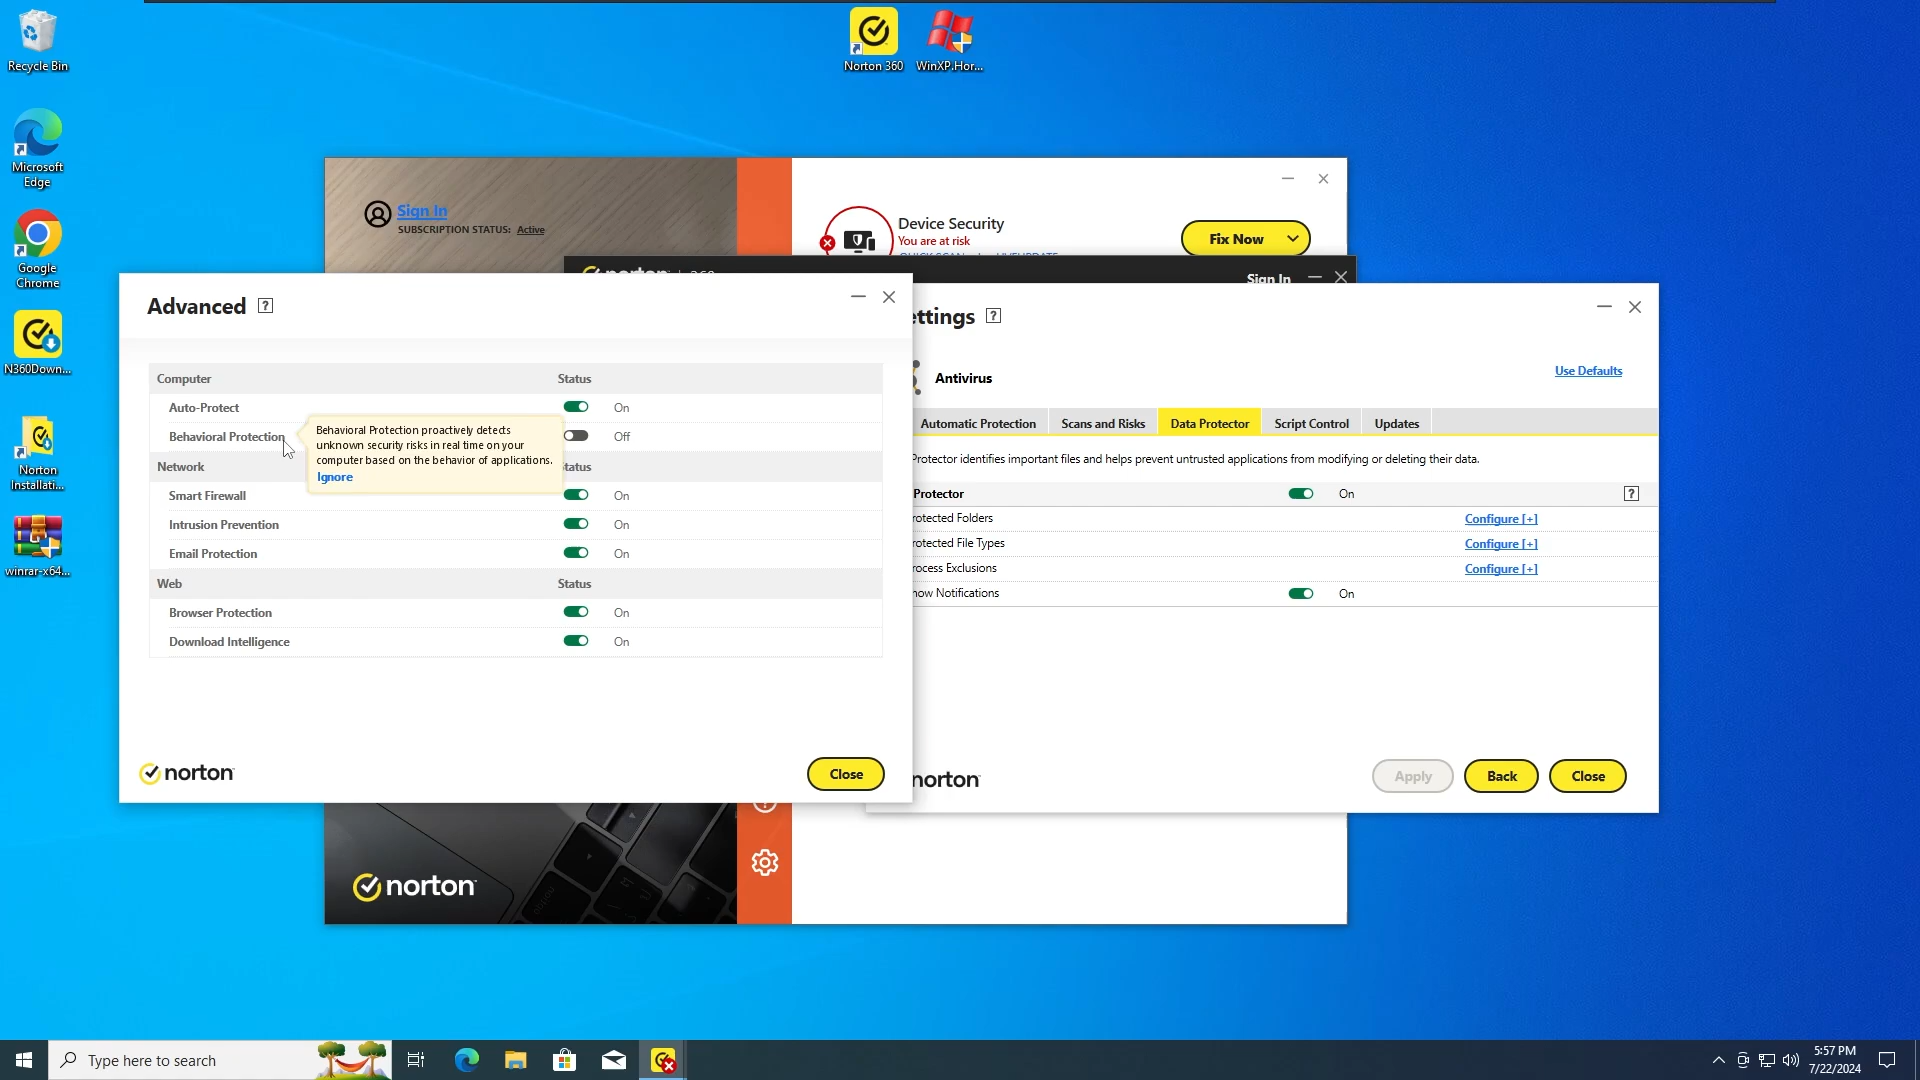 Recycle Bin
Microsoft
Edge
Google
Chrome
N360Down...
Norton
Installati...
winrar-x64...
Norton 360
WinXP.Hor...
Sign In
SUBSCRIPTION STATUS: Active
Device Security
You are at risk
Fix Now
Sign In
Advanced ?
Computer Status
Auto-Protect On
Behavioral Protection Off
Behavioral Protection proactively detects
unknown security risks in real time on your
computer based on the behavior of applications.
Ignore
Network tatus
Smart Firewall On
Intrusion Prevention On
Email Protection On
Web Status
Browser Protection On
Download Intelligence On
norton
Close
ettings ?
Antivirus
Use Defaults
Automatic Protection Scans and Risks Data Protector Script Control Updates
Protector identifies important files and helps prevent untrusted applications from modifying or deleting their data.
Protector On ?
rotected Folders Configure [+]
rotected File Types Configure [+]
rocess Exclusions Configure [+]
how Notifications On
norton
Apply Back Close
norton
Type here to search
5:57 PM
7/22/2024